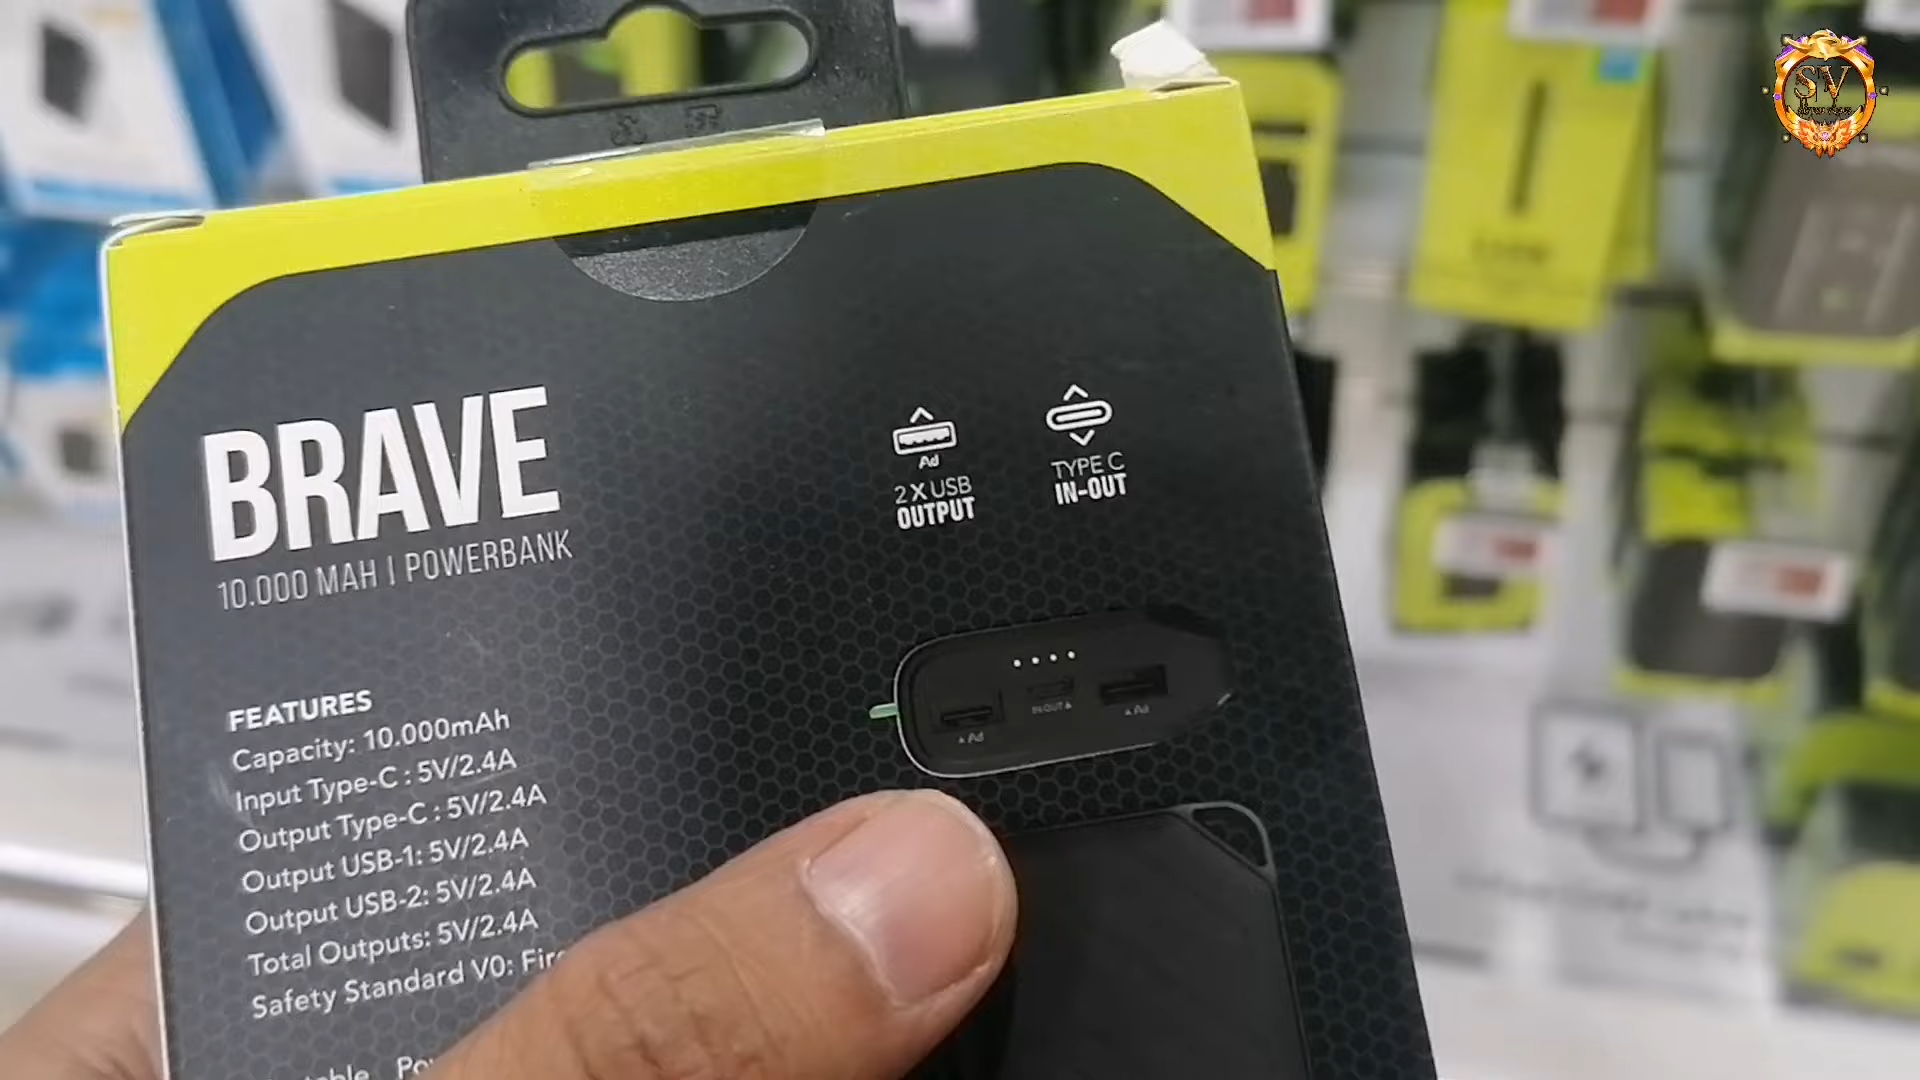 SV
BRAVE
10.000 MAH | POWERBANK
2 X USB
OUTPUT
TYPE C
IN-OUT
FEATURES
Capacity: 10.000mAh
Input Type-C : 5V/2.4A
Output Type-C : 5V/2.4A
Output USB-1: 5V/2.4A
Output USB-2: 5V/2.4A
Total Outputs: 5V/2.4A
Safety Standard V0: